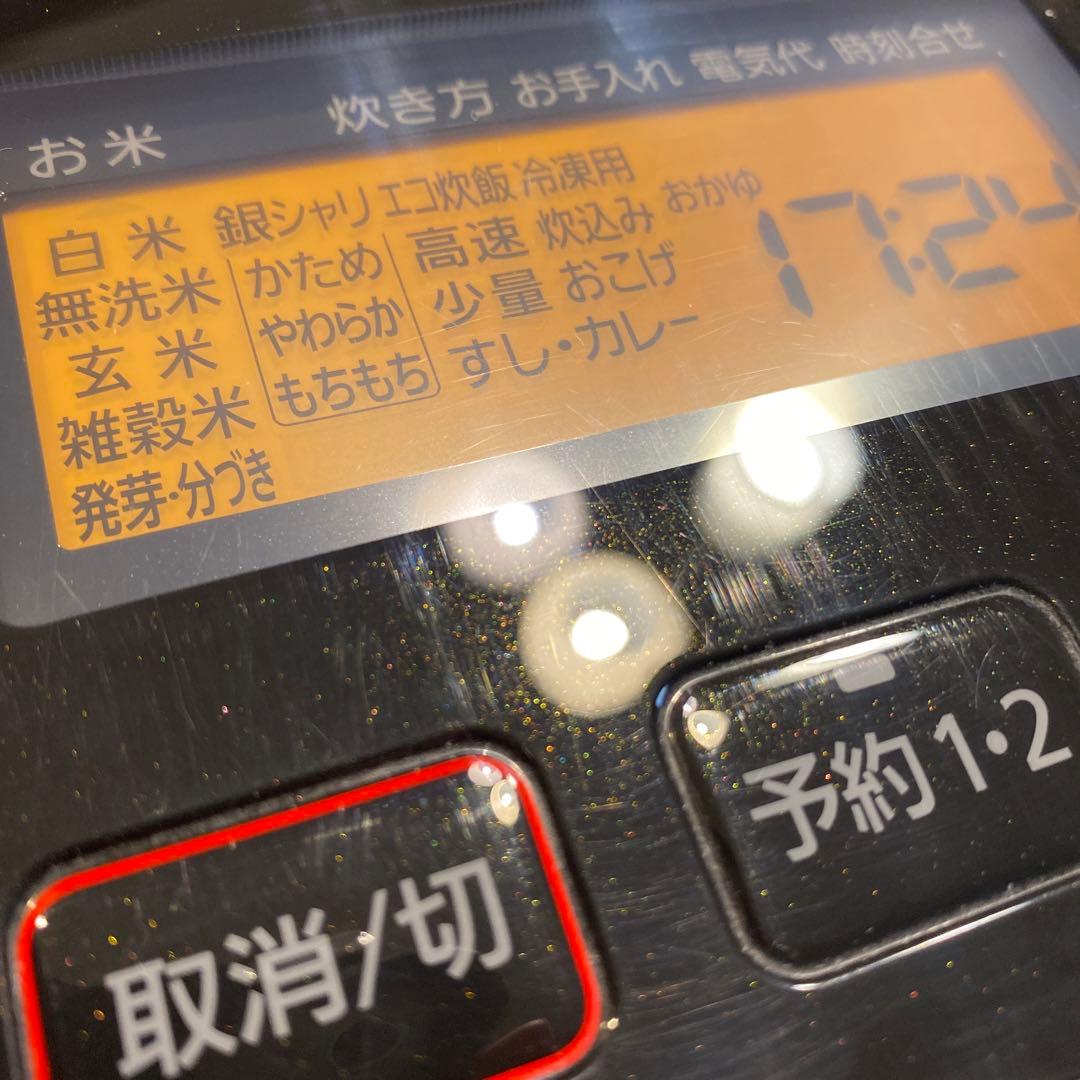 お米 炊き方 お手入れ 電気代 時刻合せ
白米 銀シャリ エコ炊飯 冷凍用
無洗米 かため 高速 炊込み おかゆ 17:24
玄米 やわらか 少量 おこげ
雑穀米 もちもち すし・カレー
発芽・分づき
予約1・2
取消/切